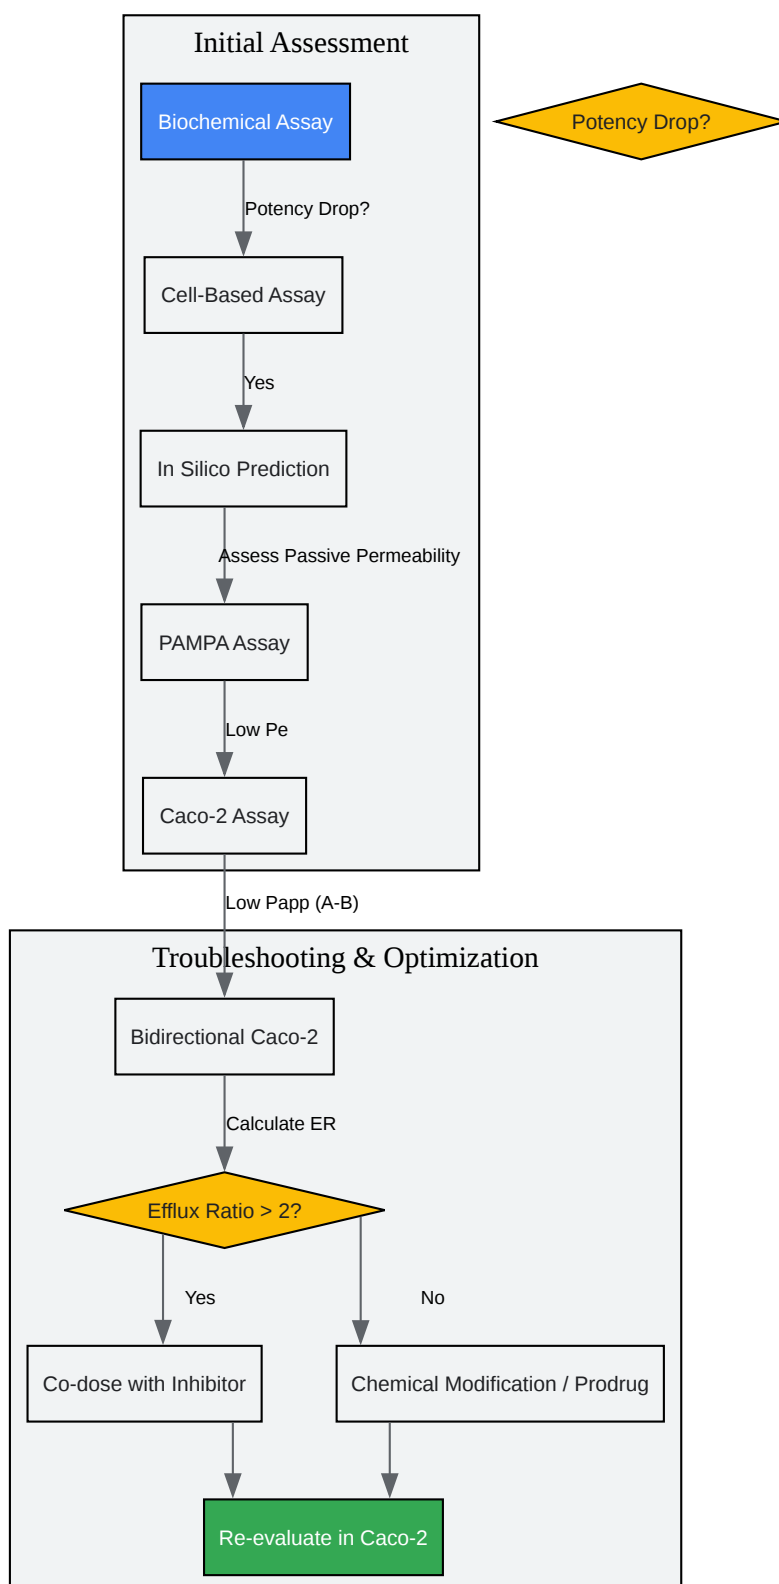 Initial Assessment
Biochemical Assay
Potency Drop?
Potency Drop?
Cell-Based Assay
Yes
In Silico Prediction
Assess Passive Permeability
PAMPA Assay
Low Pe
Caco-2 Assay
Low Papp (A-B)
Troubleshooting & Optimization
Bidirectional Caco-2
Calculate ER
Efflux Ratio > 2?
Yes
No
Co-dose with Inhibitor
Chemical Modification / Prodrug
Re-evaluate in Caco-2